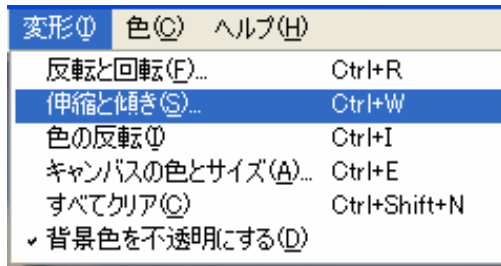 変形(I) 色(C) ヘルプ(H)
反転と回転(F)... Ctrl+R
伸縮と傾き(S)... Ctrl+W
色の反転(I) Ctrl+I
キャンバスの色とサイズ(A)... Ctrl+E
すべてクリア(C) Ctrl+Shift+N
背景色を不透明にする(D)